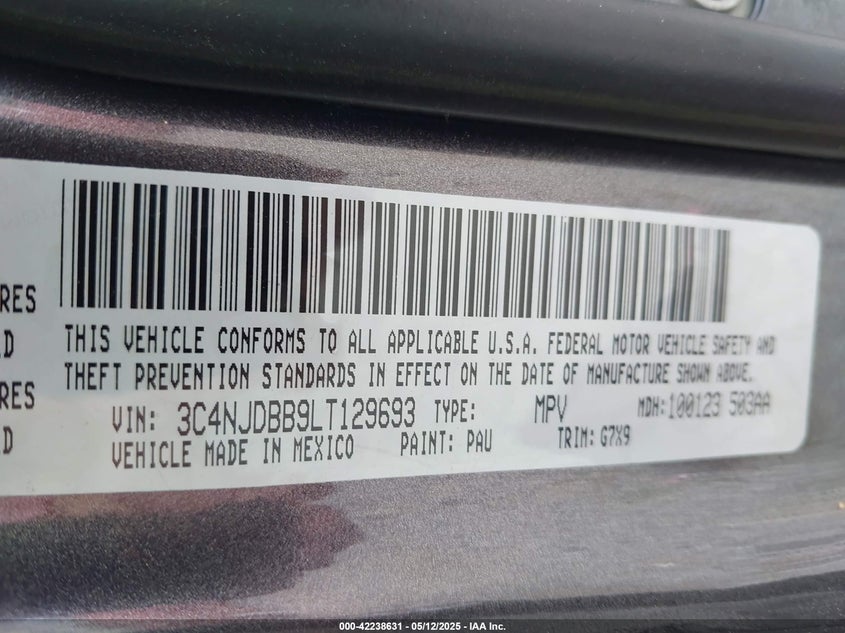 RES
D
RES
D
THIS VEHICLE CONFORMS TO ALL APPLICABLE U.S.A. FEDERAL MOTOR VEHICLE SAFETY AND
THEFT PREVENTION STANDARDS IN EFFECT ON THE DATE OF MANUFACTURE SHOWN ABOVE.
VIN: 3C4NJDBB9LT129693 TYPE: MPV MDH: 100123 503AA
VEHICLE MADE IN MEXICO PAINT: PAU TRIM: G7X9
000-42238631 - 05/12/2025 - IAA Inc.